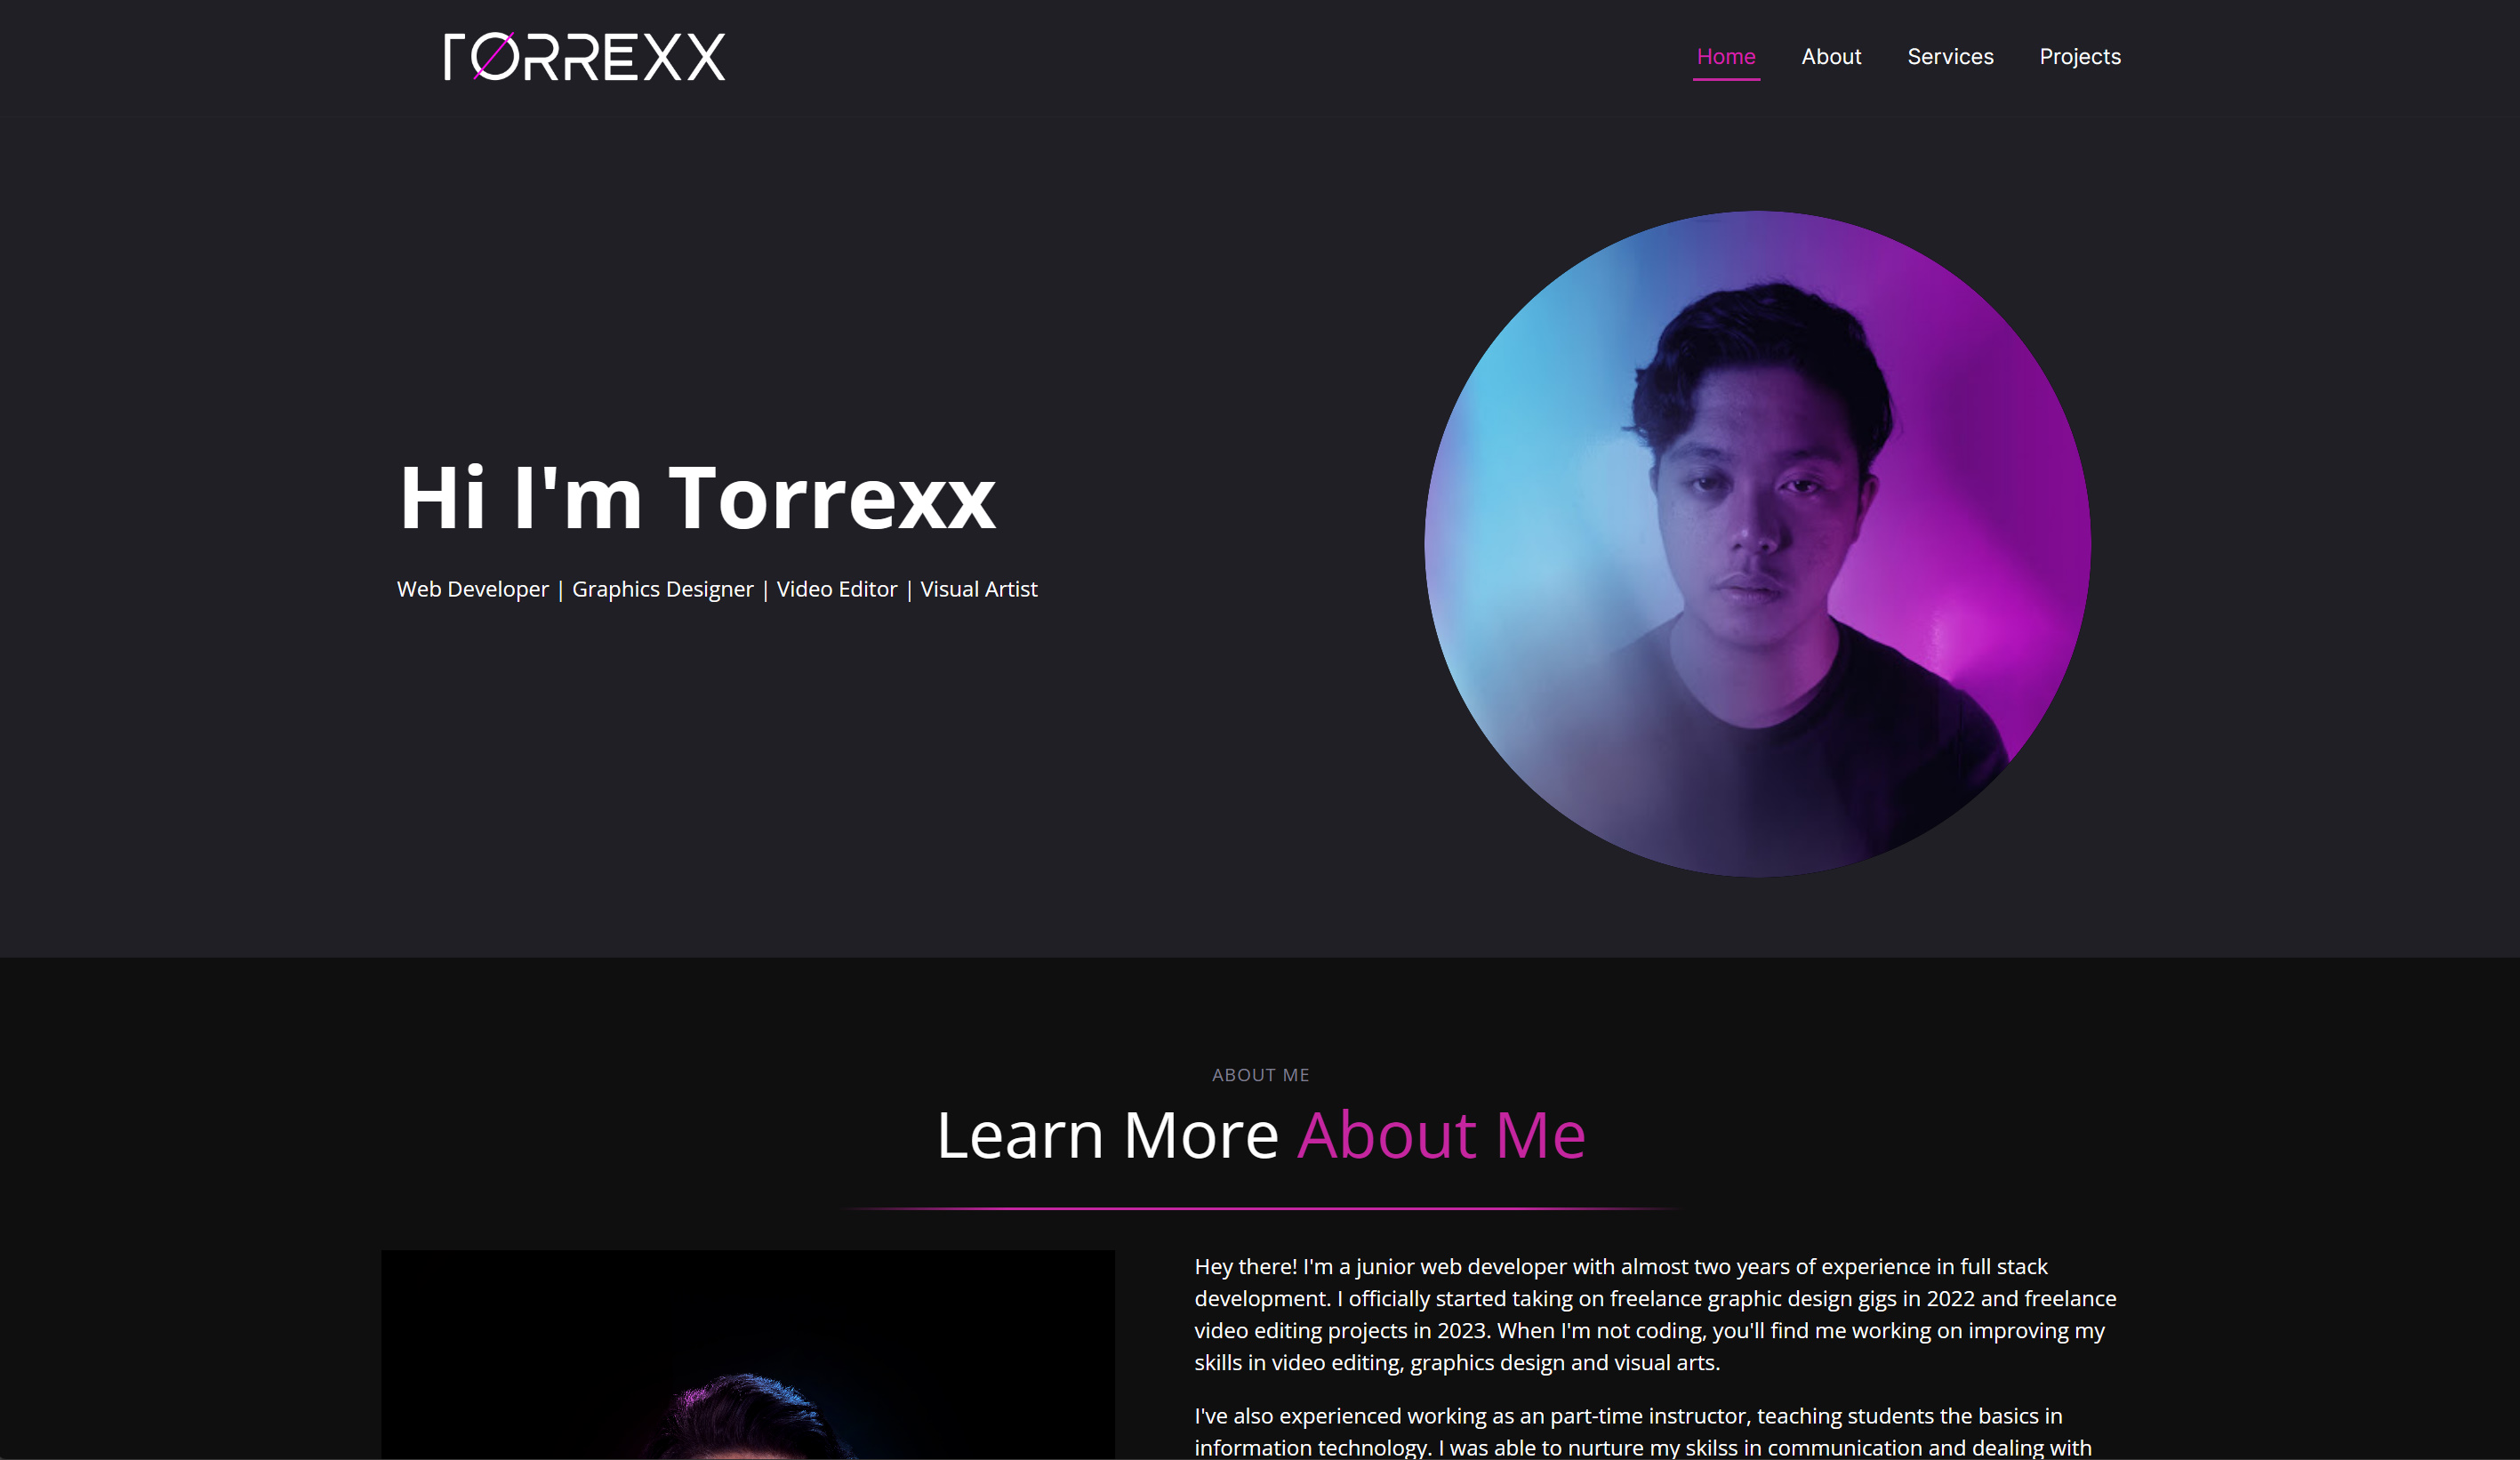 TORREXX
Home About Services Projects
Hi I'm Torrexx
Web Developer | Graphics Designer | Video Editor | Visual Artist
ABOUT ME
Learn More About Me
Hey there! I'm a junior web developer with almost two years of experience in full stack
development. I officially started taking on freelance graphic design gigs in 2022 and freelance
video editing projects in 2023. When I'm not coding, you'll find me working on improving my
skills in video editing, graphics design and visual arts.
I've also experienced working as an part-time instructor, teaching students the basics in
information technology. I was able to nurture my skilss in communication and dealing with